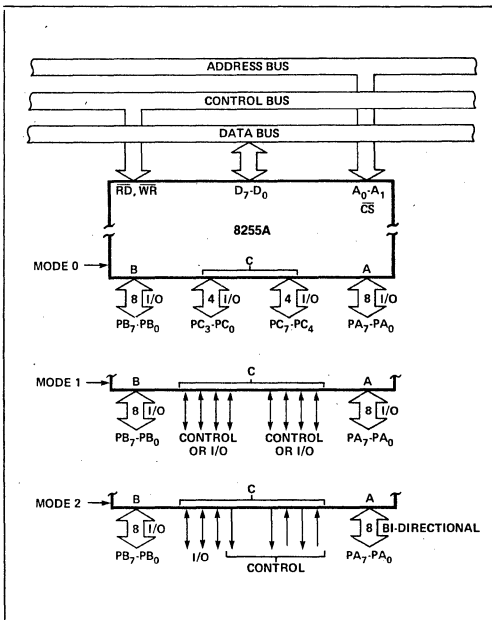 ADDRESS BUS
CONTROL BUS
DATA BUS
RD, WR D7-D0 A0-A1
CS
8255A
MODE 0
B C A
8 I/O 4 I/O 4 I/O 8 I/O
PB7-PB0 PC3-PC0 PC7-PC4 PA7-PA0
MODE 1
B C A
8 I/O 8 I/O
PB7-PB0 CONTROL OR I/O CONTROL OR I/O PA7-PA0
MODE 2
B C A
8 I/O 8 BI-DIRECTIONAL
PB7-PB0 I/O CONTROL PA7-PA0